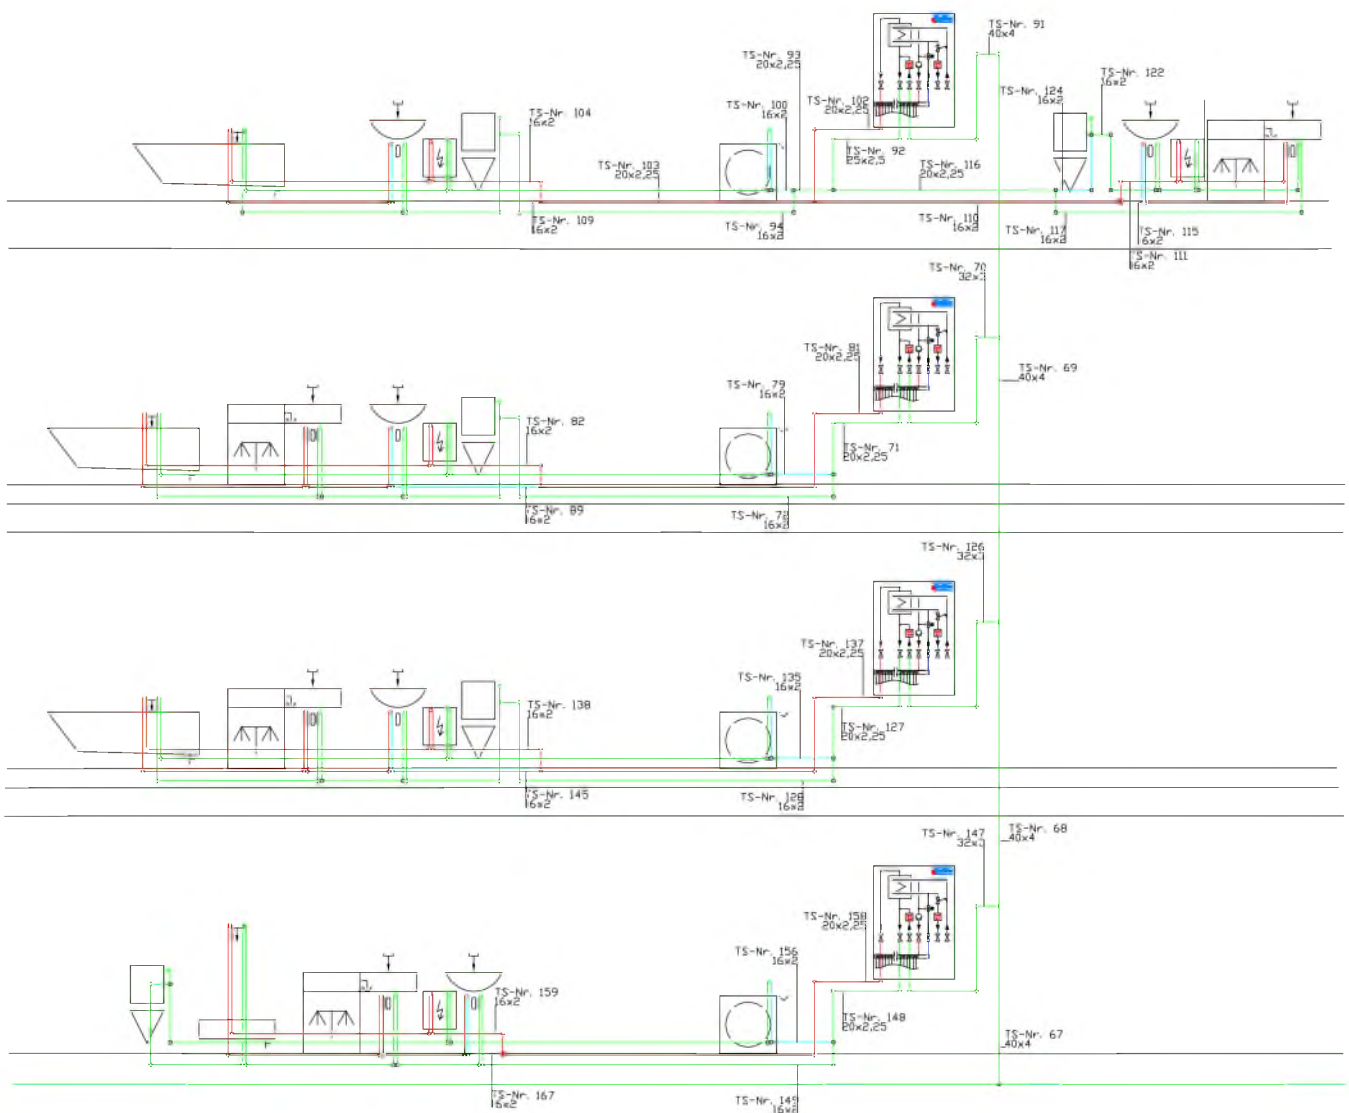 TS-Nr. 91
40x4
TS-Nr. 93
20x2,25
TS-Nr. 122
16x2
TS-Nr. 124
16x2
TS-Nr. 104
16x2
TS-Nr. 100
16x2
TS-Nr. 102
20x2,25
TS-Nr. 92
25x2,5
TS-Nr. 103
20x2,25
TS-Nr. 116
20x2,25
TS-Nr. 109
16x2
TS-Nr. 94
16x2
TS-Nr. 110
16x2
TS-Nr. 117
16x2
TS-Nr. 115
16x2
TS-Nr. 111
16x2
TS-Nr. 70
32x3
TS-Nr. 81
20x2,25
TS-Nr. 69
40x4
TS-Nr. 79
16x2
TS-Nr. 82
16x2
TS-Nr. 71
20x2,25
TS-Nr. 89
16x2
TS-Nr. 72
16x2
TS-Nr. 126
32x3
TS-Nr. 137
20x2,25
TS-Nr. 135
16x2
TS-Nr. 138
16x2
TS-Nr. 127
20x2,25
TS-Nr. 145
16x2
TS-Nr. 128
16x2
TS-Nr. 147
32x3
TS-Nr. 68
40x4
TS-Nr. 158
20x2,25
TS-Nr. 156
16x2
TS-Nr. 159
16x2
TS-Nr. 148
20x2,25
TS-Nr. 67
40x4
TS-Nr. 167
16x2
TS-Nr. 149
16x2